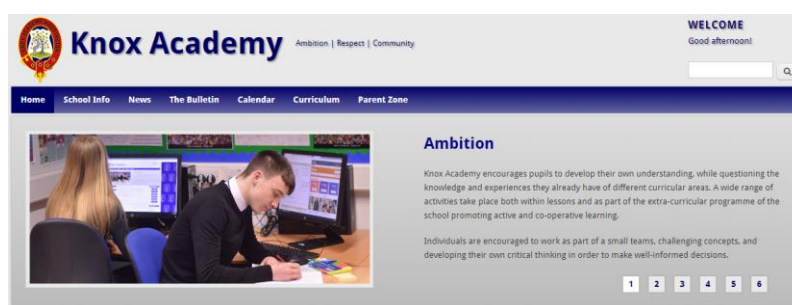 Knox Academy
Ambition | Respect | Community
WELCOME
Good afternoon!
Home School Info News The Bulletin Calendar Curriculum Parent Zone
Ambition
Knox Academy encourages pupils to develop their own understanding, while questioning the
knowledge and experiences they already have of different curricular areas. A wide range of
activities take place both within lessons and as part of the extra-curricular programme of the
school promoting active and co-operative learning.
Individuals are encouraged to work as part of a small teams, challenging concepts, and
developing their own critical thinking in order to make well-informed decisions.
1 2 3 4 5 6